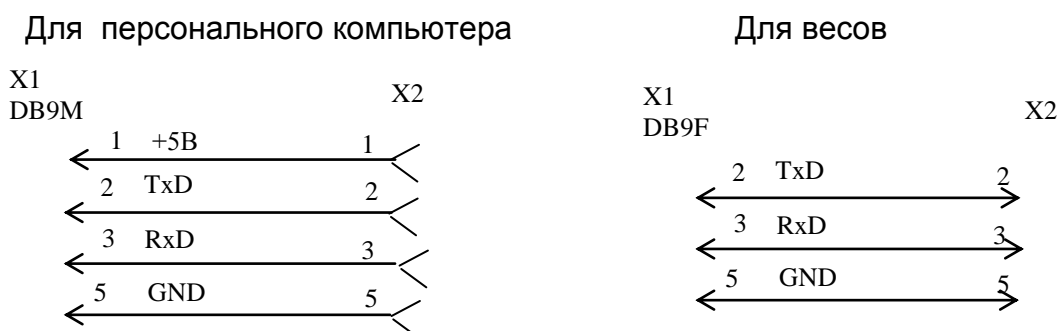 Для персонального компьютера
X1
DB9M
X2
1 +5В 1
2 TxD 2
3 RxD 3
5 GND 5
Для весов
X1
DB9F
X2
2 TxD 2
3 RxD 3
5 GND 5